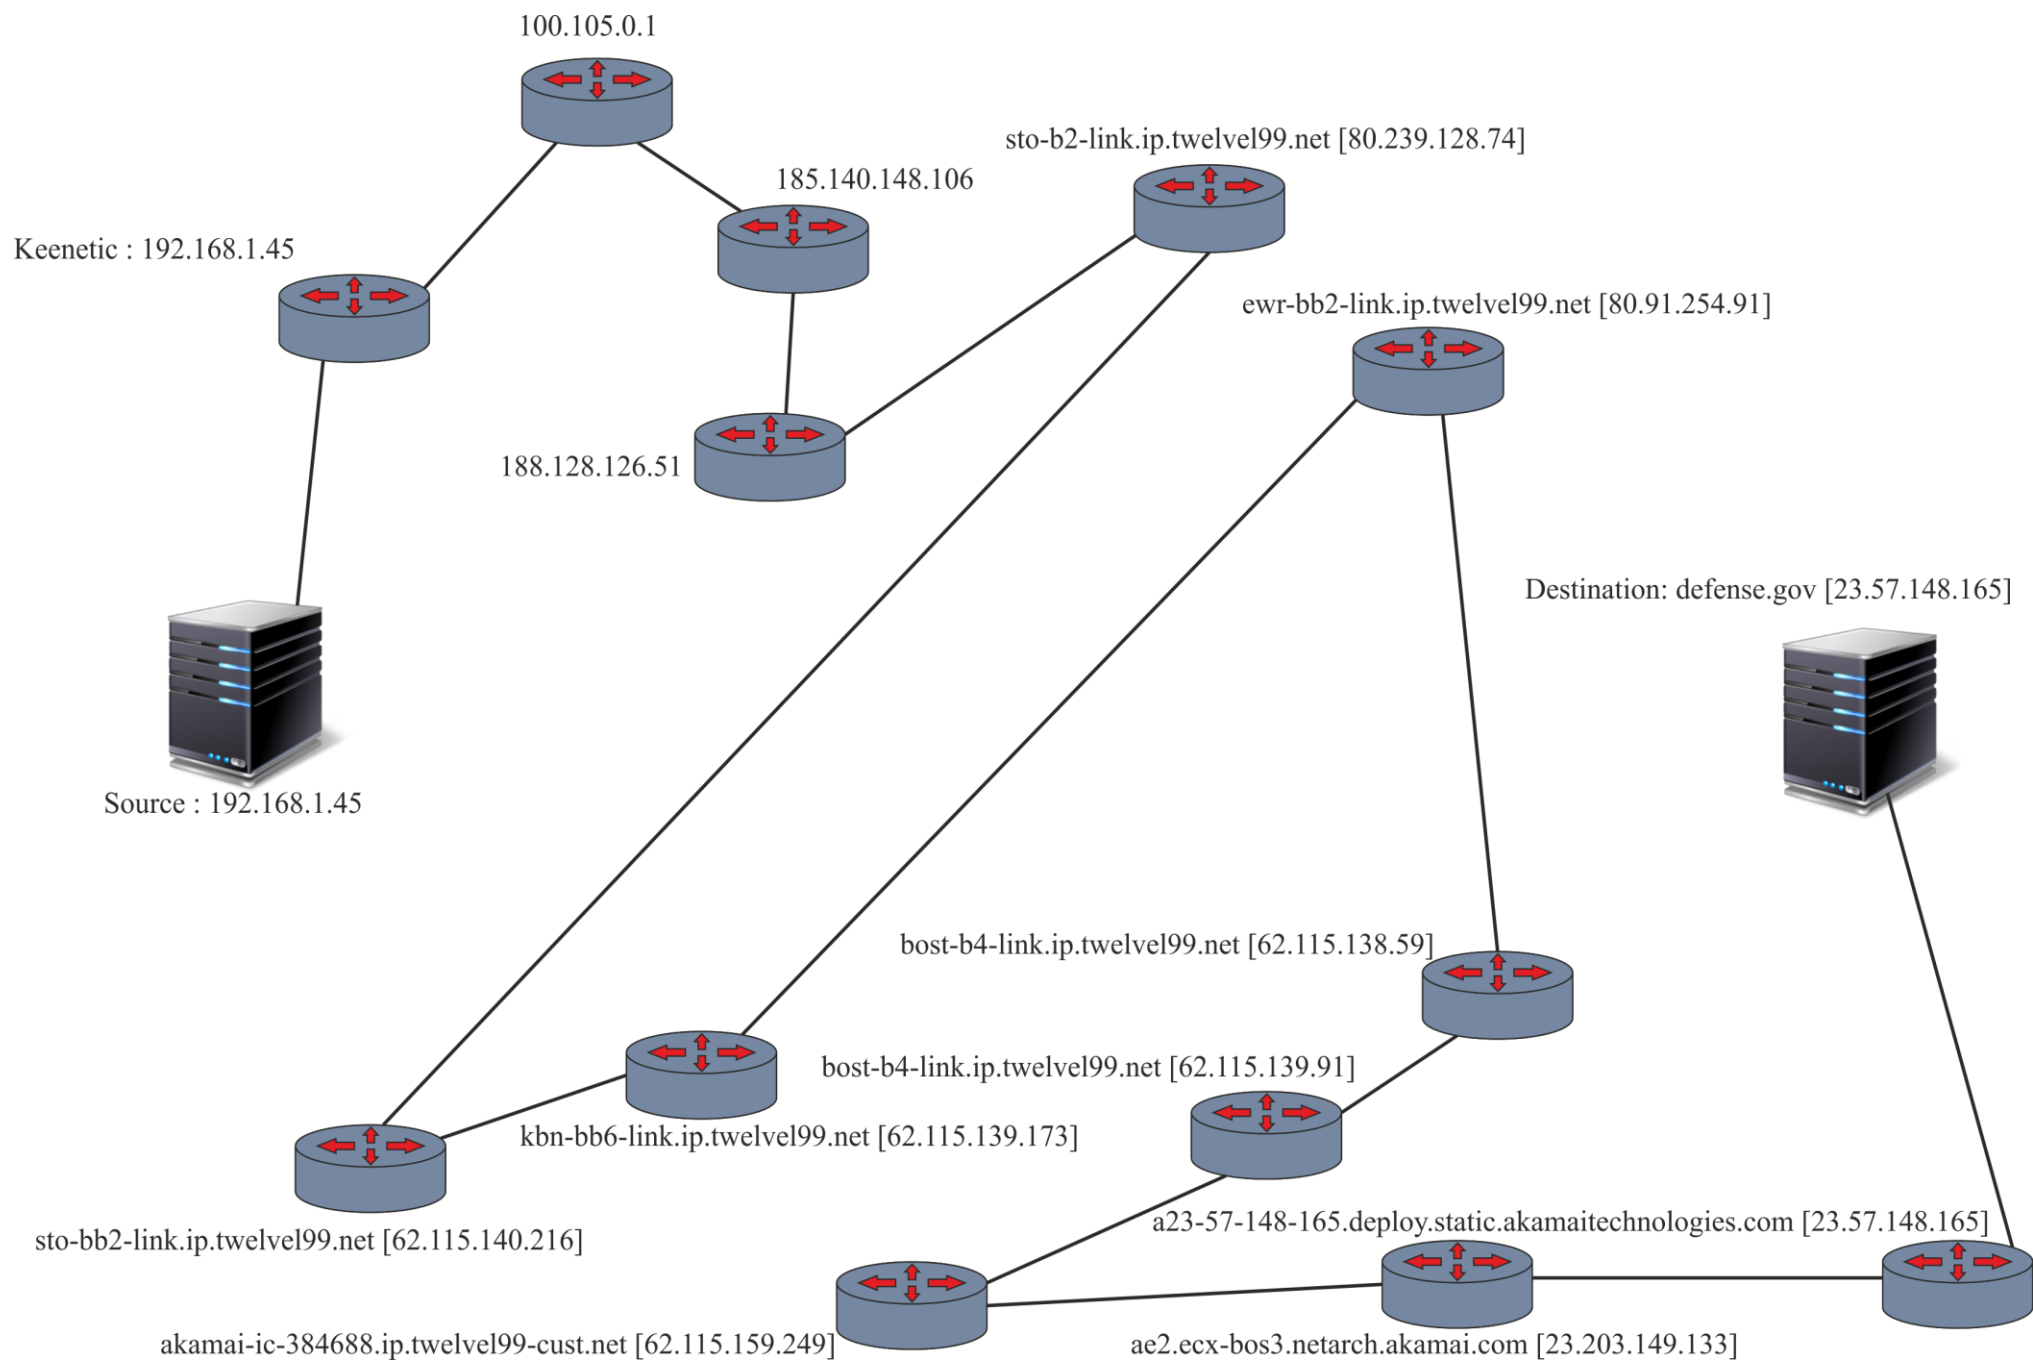 100.105.0.1
sto-b2-link.ip.twelvel99.net [80.239.128.74]
185.140.148.106
Keenetic : 192.168.1.45
ewr-bb2-link.ip.twelvel99.net [80.91.254.91]
188.128.126.51
Destination: defense.gov [23.57.148.165]
Source : 192.168.1.45
bost-b4-link.ip.twelvel99.net [62.115.138.59]
bost-b4-link.ip.twelvel99.net [62.115.139.91]
kbn-bb6-link.ip.twelvel99.net [62.115.139.173]
a23-57-148-165.deploy.static.akamaitechnologies.com [23.57.148.165]
sto-bb2-link.ip.twelvel99.net [62.115.140.216]
akamai-ic-384688.ip.twelvel99-cust.net [62.115.159.249]
ae2.ecx-bos3.netarch.akamai.com [23.203.149.133]